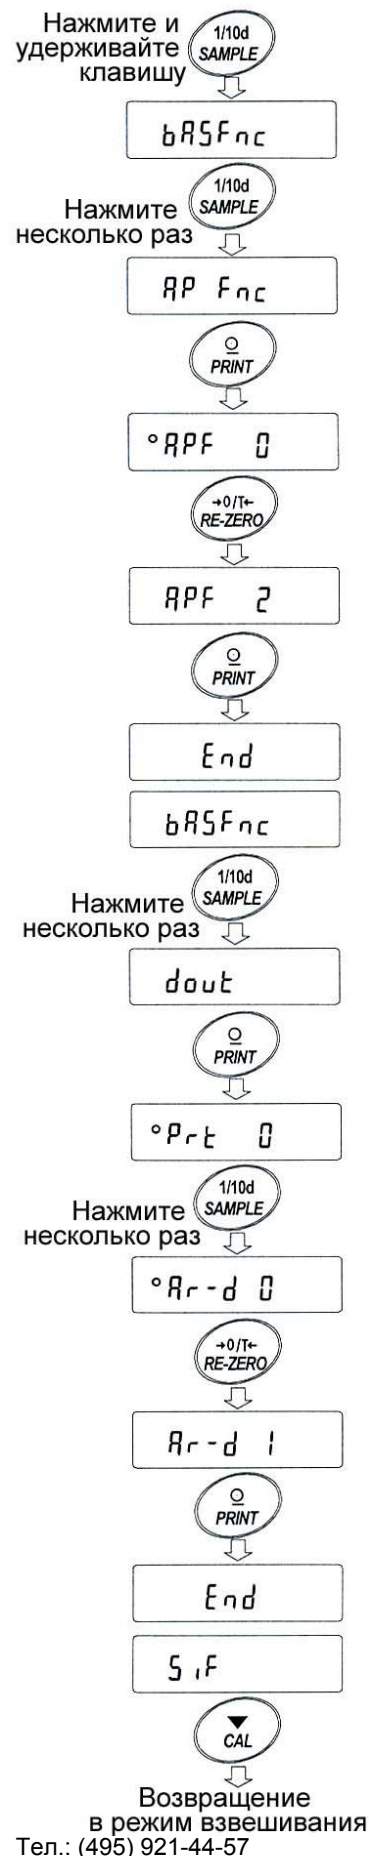 Нажмите и
удерживайте
клавишу
1/10d
SAMPLE
bASFnc
Нажмите
несколько раз
1/10d
SAMPLE
AP Fnc
PRINT
°APF 0
→0/T←
RE-ZERO
APF 2
PRINT
End
bASFnc
Нажмите
несколько раз
1/10d
SAMPLE
dout
PRINT
°Prt 0
Нажмите
несколько раз
1/10d
SAMPLE
°Ar-d 0
→0/T←
RE-ZERO
Ar-d 1
PRINT
End
SiF
CAL
Возвращение
в режим взвешивания
Тел.: (495) 921-44-57